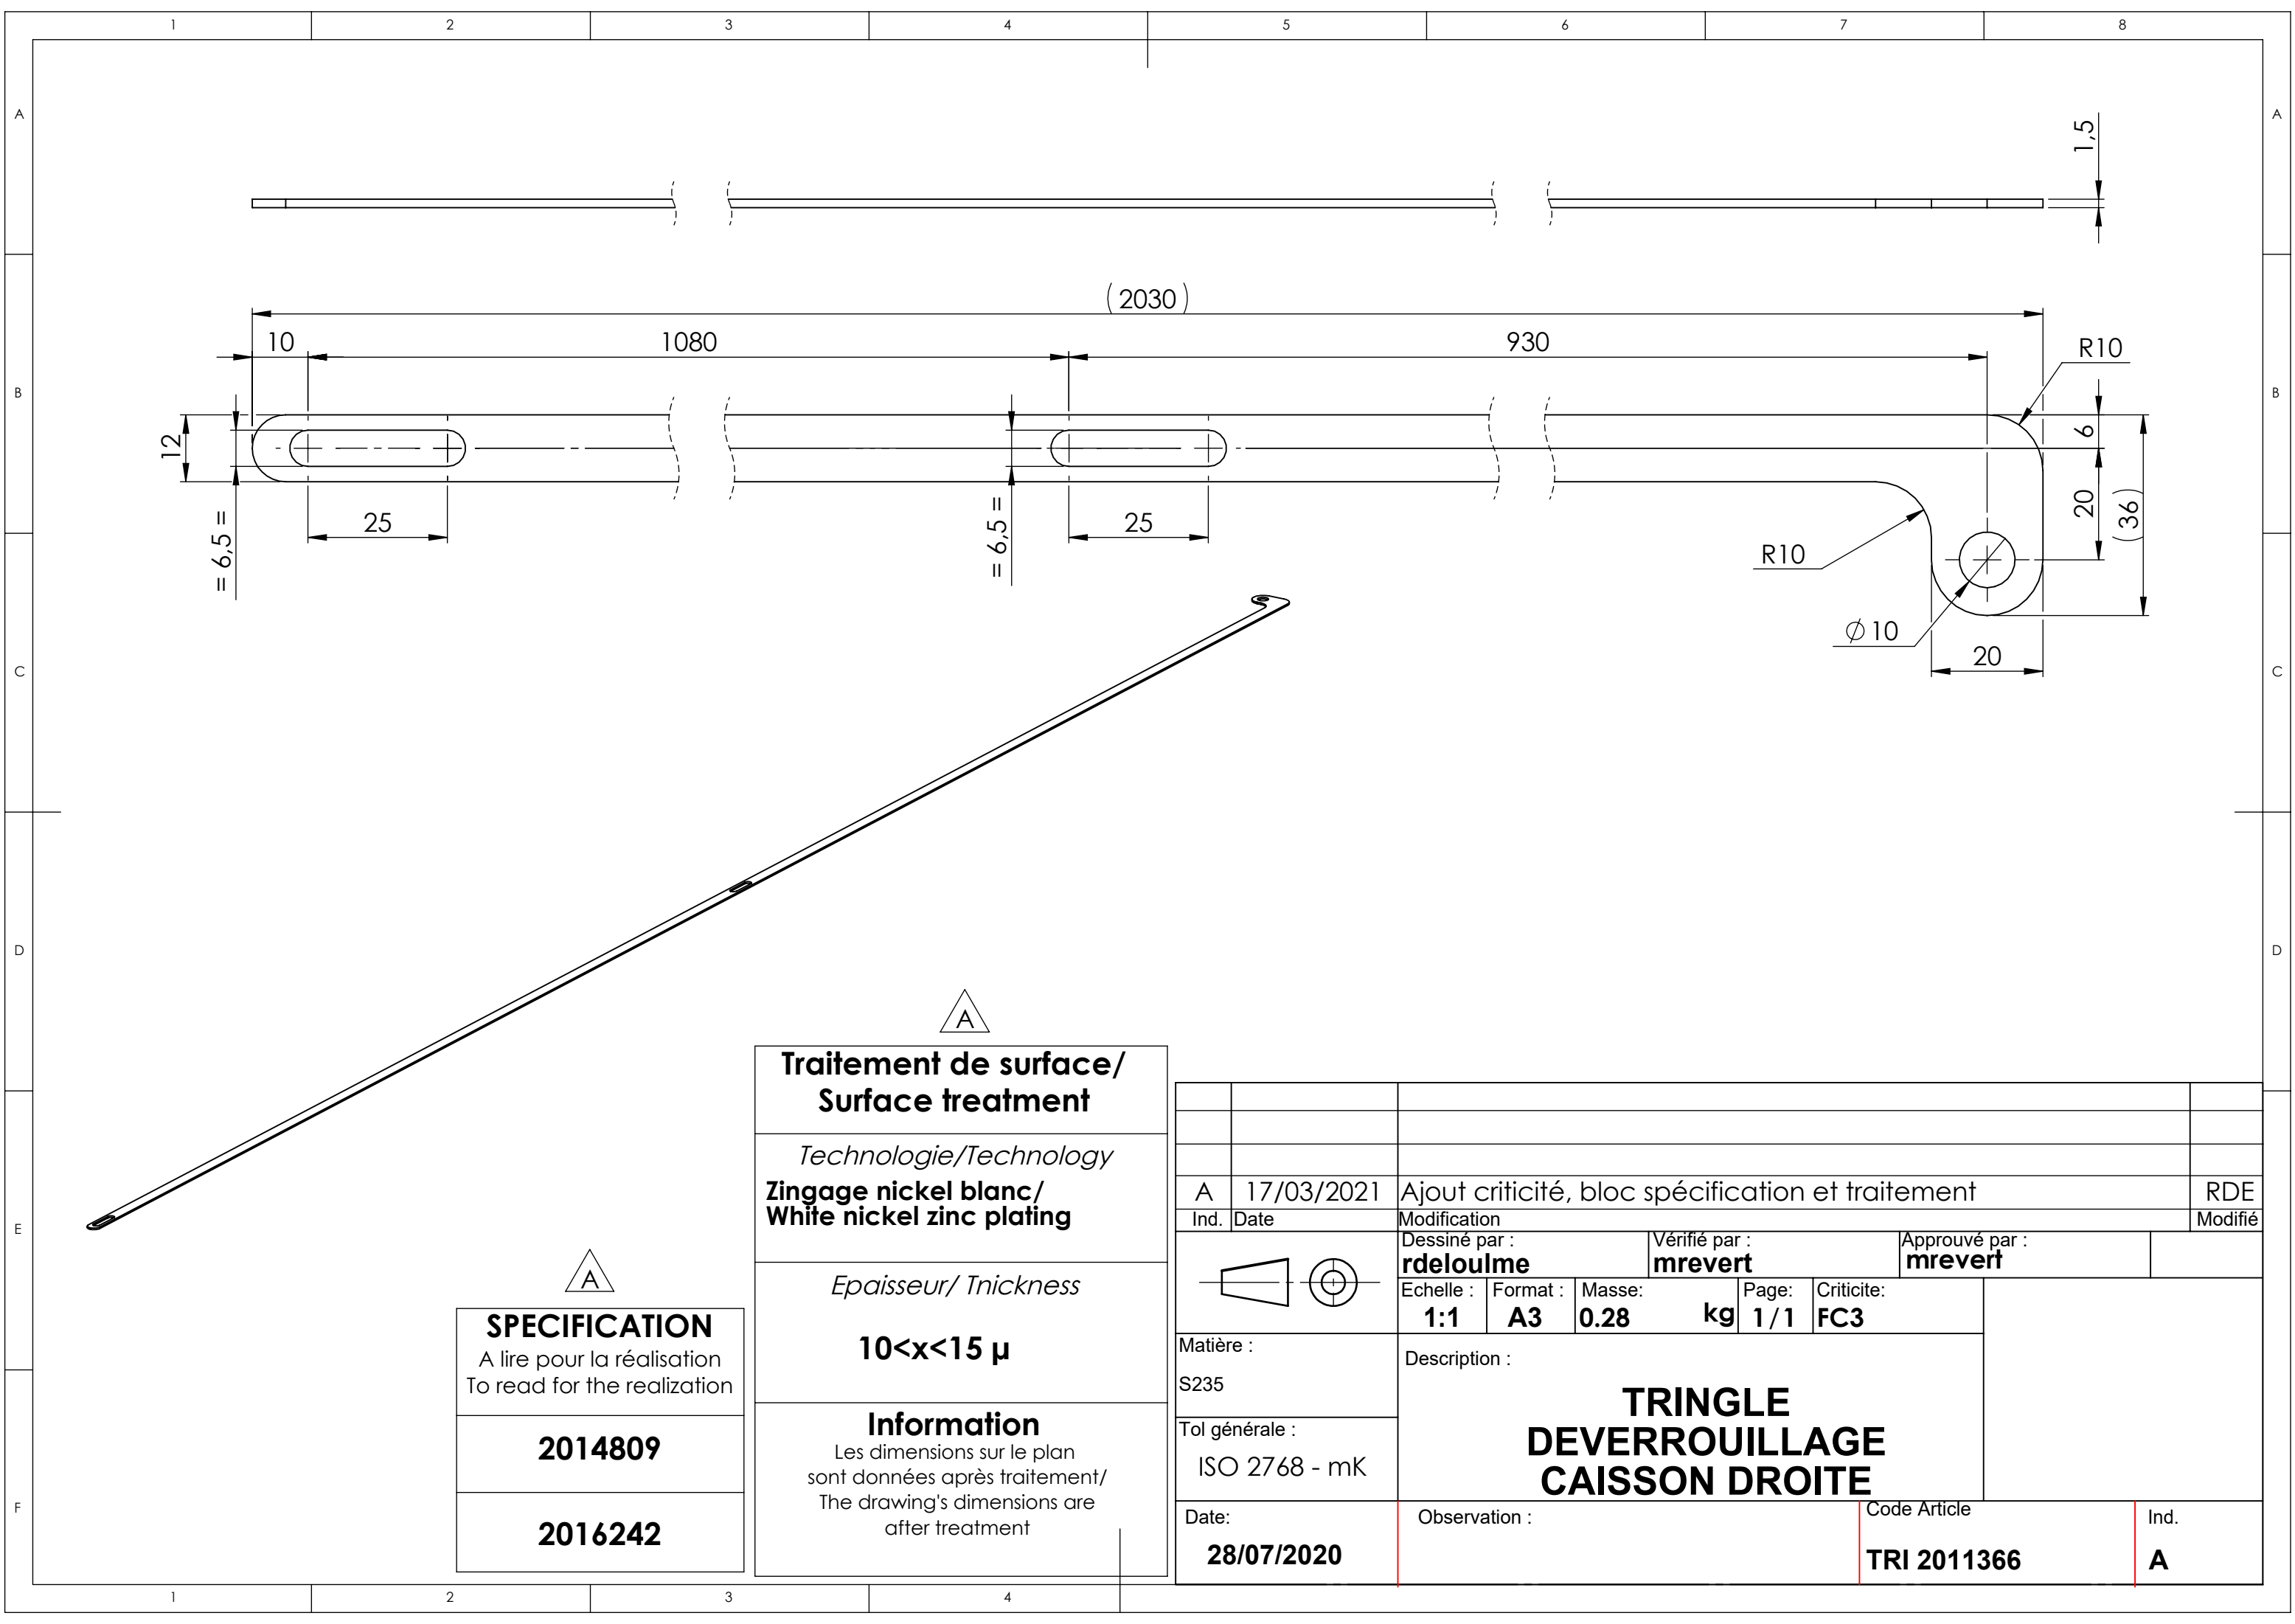 1 2 3 4 5 6 7 8
A A
1,5
( 2030 )
10 1080 930
R10
B B
12
6
= 6,5 =
25
= 6,5 =
25
20
(36)
R10
Ø 10
20
C C
D D
A
Traitement de surface/
Surface treatment
Technologie/Technology
Zingage nickel blanc/
White nickel zinc plating
Epaisseur/ Tnickness
10<x<15 µ
Information
Les dimensions sur le plan
sont données après traitement/
The drawing's dimensions are
after treatment
A
SPECIFICATION
A lire pour la réalisation
To read for the realization
2014809
2016242
E
F
A 17/03/2021 Ajout criticité, bloc spécification et traitement RDE
Ind. Date Modification Modifié
Dessiné par : Vérifié par : Approuvé par :
rdeloulme mrevert mrevert
Echelle : Format : Masse: Page: Criticite:
1:1 A3 0.28 kg 1 / 1 FC3
Matière :
S235
Description :
TRINGLE
DEVERROUILLAGE
CAISSON DROITE
Tol générale :
ISO 2768 - mK
Date:
28/07/2020
Observation :
Code Article
TRI 2011366
Ind.
A
1 2 3 4